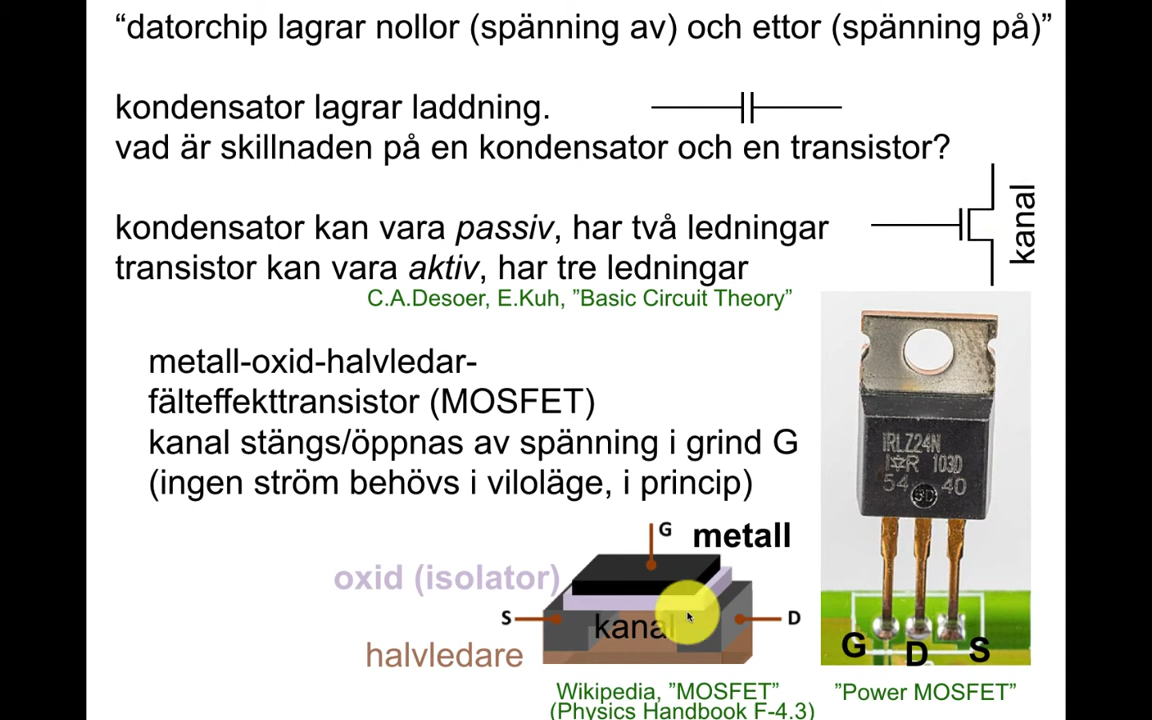 “datorchip lagrar nollor (spänning av) och ettor (spänning på)”
kondensator lagrar laddning.
vad är skillnaden på en kondensator och en transistor?
kanal
kondensator kan vara passiv, har två ledningar
transistor kan vara aktiv, har tre ledningar
C.A.Desoer, E.Kuh, ”Basic Circuit Theory”
metall-oxid-halvledar-
fälteffekttransistor (MOSFET)
kanal stängs/öppnas av spänning i grind G
(ingen ström behövs i viloläge, i princip)
IRLZ24N
I R 103D
54 40
G metall
oxid (isolator)
S kanal D
halvledare
G D S
Wikipedia, ”MOSFET”
(Physics Handbook F-4.3)
”Power MOSFET”